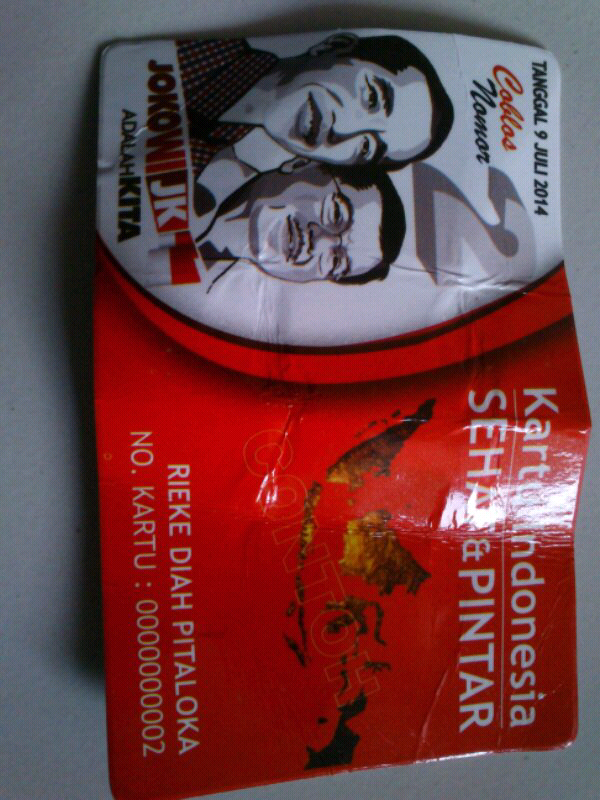 TANGGAL 9 JULI 2014
Coblos
Nomor
2
JOKOWI JK
ADALAH KITA
Kartu Indonesia
SEHAT & PINTAR
CONTOH
RIEKE DIAH PITALOKA
NO. KARTU : 0000000002